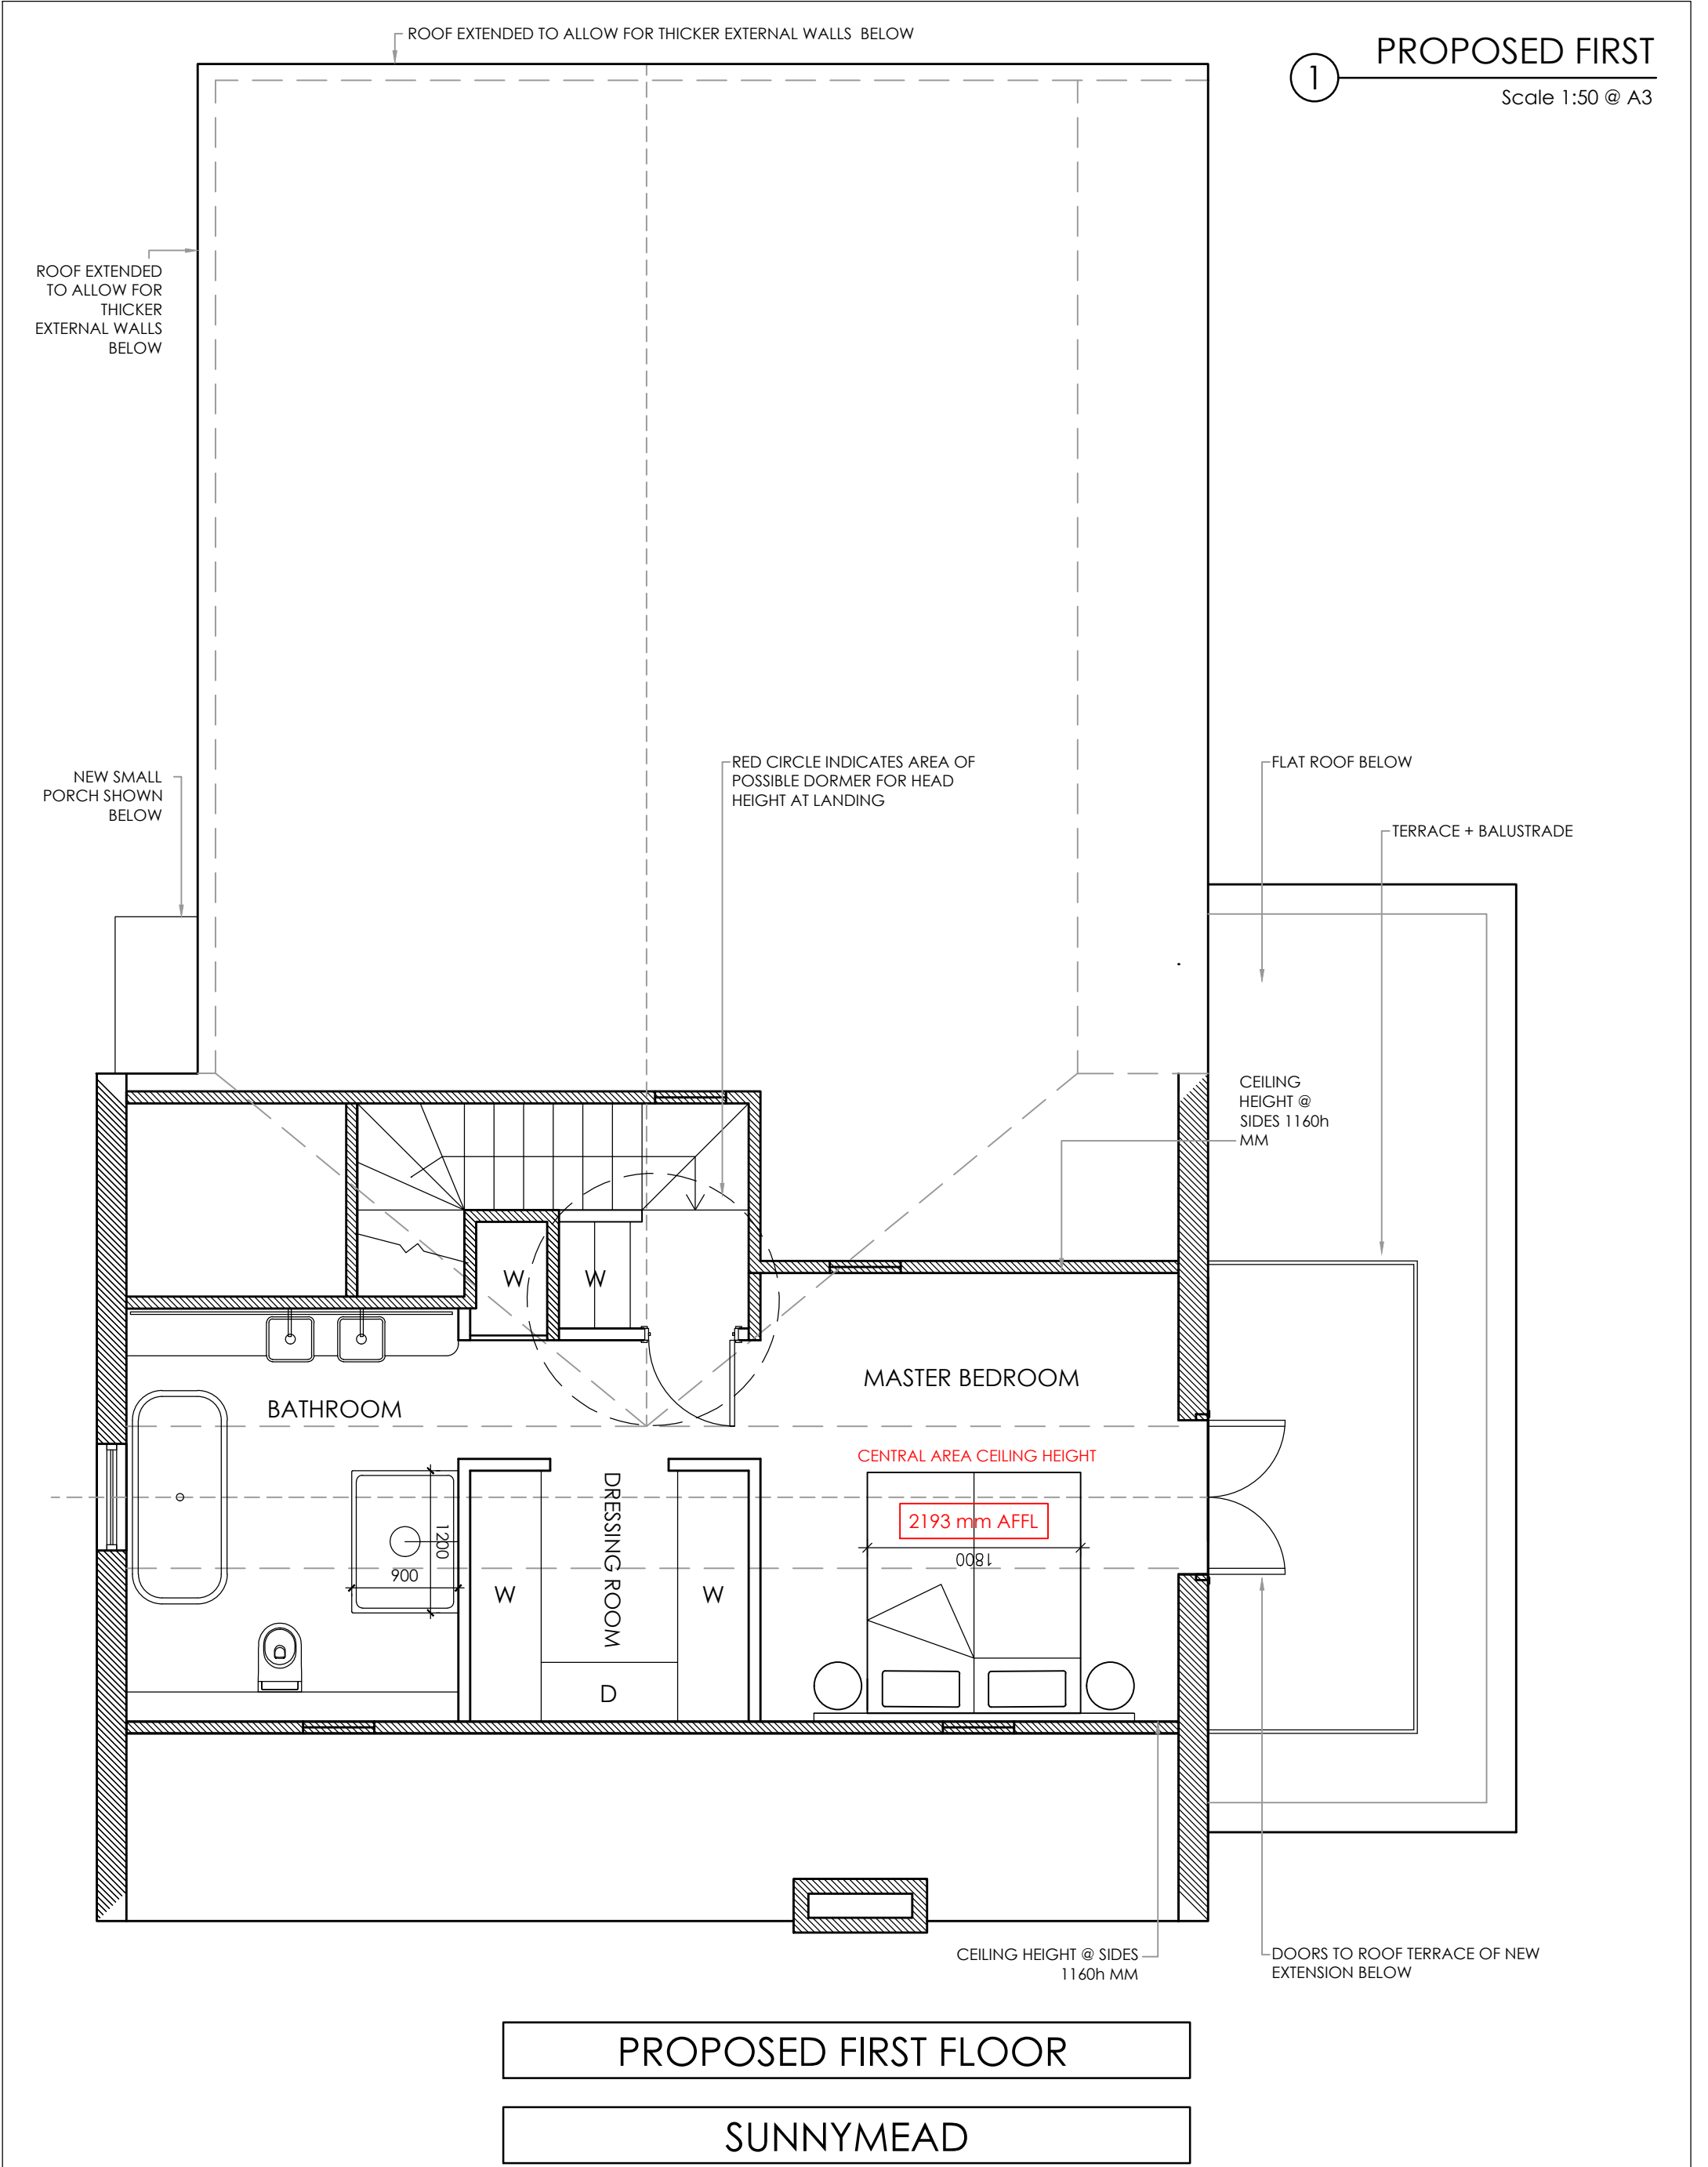 ROOF EXTENDED TO ALLOW FOR THICKER EXTERNAL WALLS BELOW
1
PROPOSED FIRST
Scale 1:50 @ A3
ROOF EXTENDED
TO ALLOW FOR
THICKER
EXTERNAL WALLS
BELOW
NEW SMALL
PORCH SHOWN
BELOW
RED CIRCLE INDICATES AREA OF
POSSIBLE DORMER FOR HEAD
HEIGHT AT LANDING
FLAT ROOF BELOW
TERRACE + BALUSTRADE
CEILING
HEIGHT @
SIDES 1160h
MM
W
W
MASTER BEDROOM
BATHROOM
CENTRAL AREA CEILING HEIGHT
2193 mm AFFL
1800
DRESSING ROOM
1200
900
W
W
D
CEILING HEIGHT @ SIDES
1160h MM
DOORS TO ROOF TERRACE OF NEW
EXTENSION BELOW
PROPOSED FIRST FLOOR
SUNNYMEAD